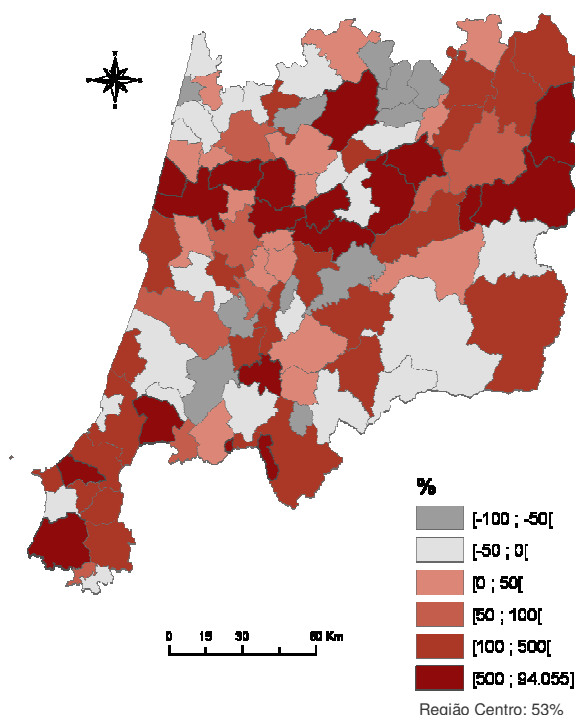 %
[-100 ; -50[
[-50 ; 0[
[0 ; 50[
[50 ; 100[
[100 ; 500[
[500 ; 94.055]
0 15 30 60 Km
Região Centro: 53%